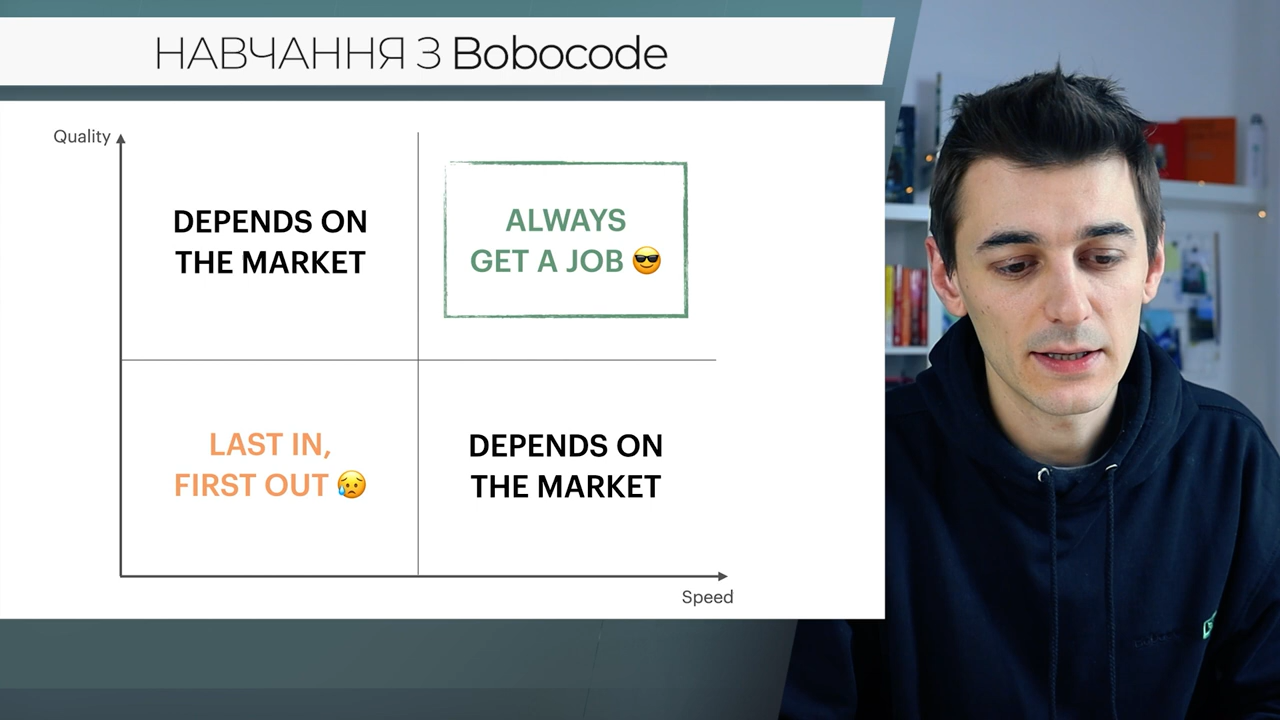 НАВЧАННЯ З Bobocode
Quality
DEPENDS ON
THE MARKET
ALWAYS
GET A JOB 😎
LAST IN,
FIRST OUT 😥
DEPENDS ON
THE MARKET
Speed